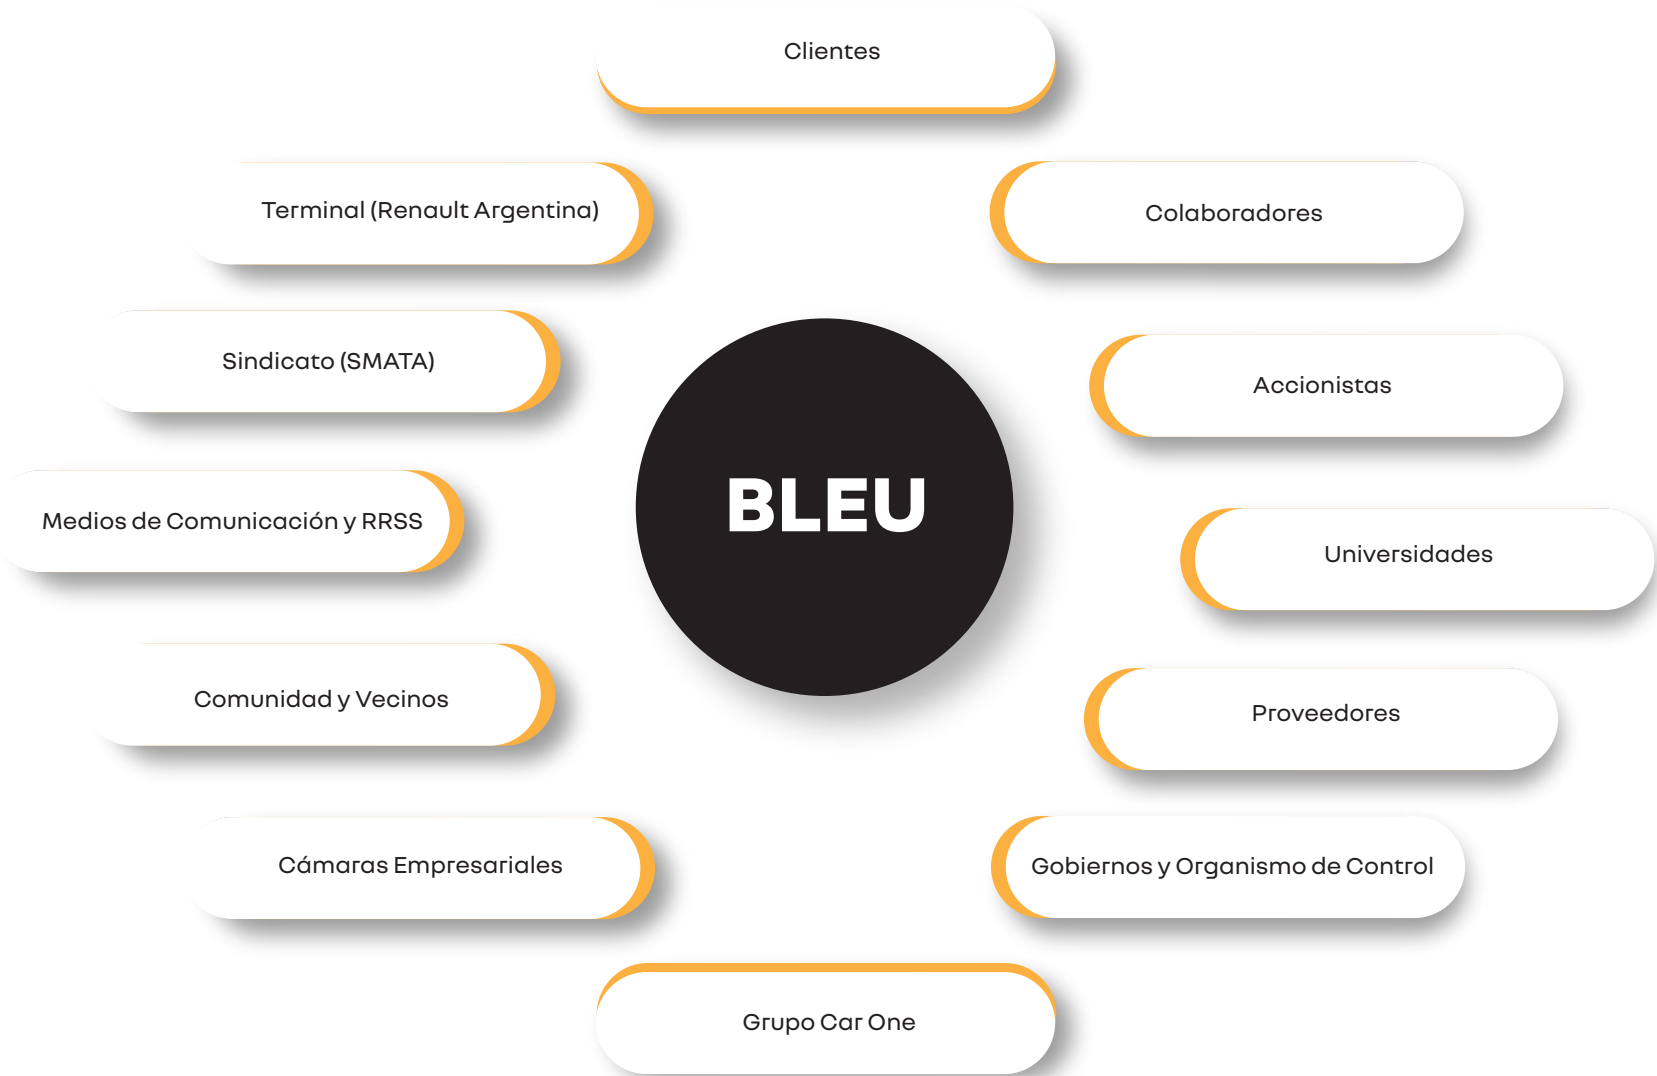 Clientes
Terminal (Renault Argentina)
Colaboradores
Sindicato (SMATA)
Accionistas
BLEU
Medios de Comunicación y RRSS
Universidades
Comunidad y Vecinos
Proveedores
Cámaras Empresariales
Gobiernos y Organismo de Control
Grupo Car One